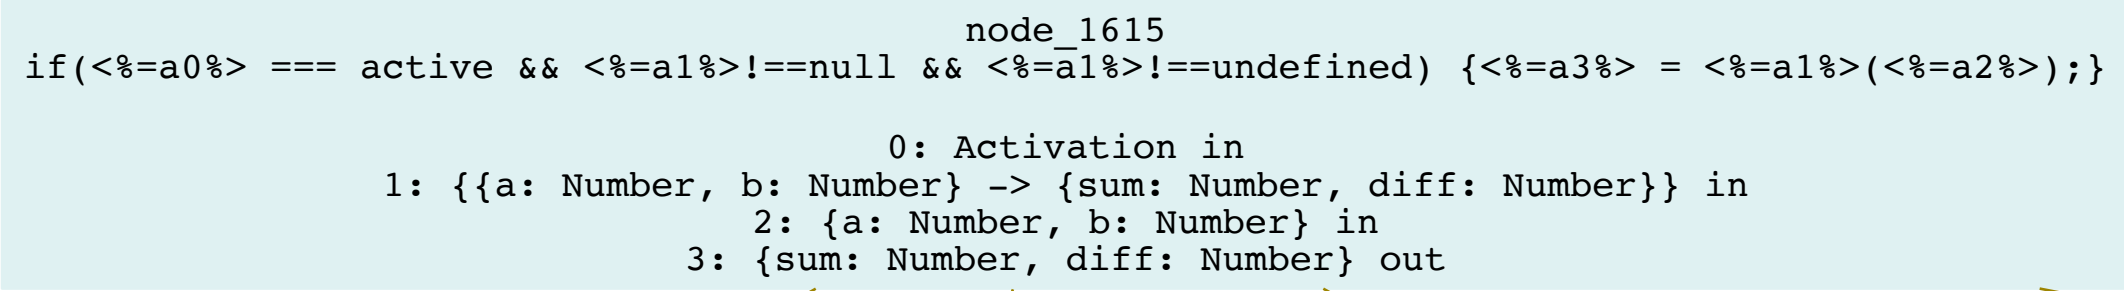 node_1615
if(<%=a0%> === active && <%=a1%>!==null && <%=a1%>!==undefined) {<%=a3%> = <%=a1%>(<%=a2%>);}
0: Activation in
1: {{a: Number, b: Number} -> {sum: Number, diff: Number}} in
2: {a: Number, b: Number} in
3: {sum: Number, diff: Number} out